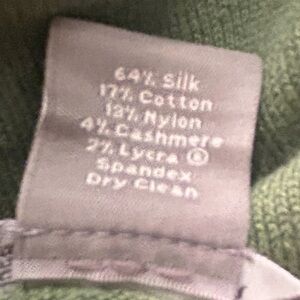 64% Silk
17% Cotton
13% Nylon
4% Cashmere
2% Lycra ®
Spandex
Dry Clean